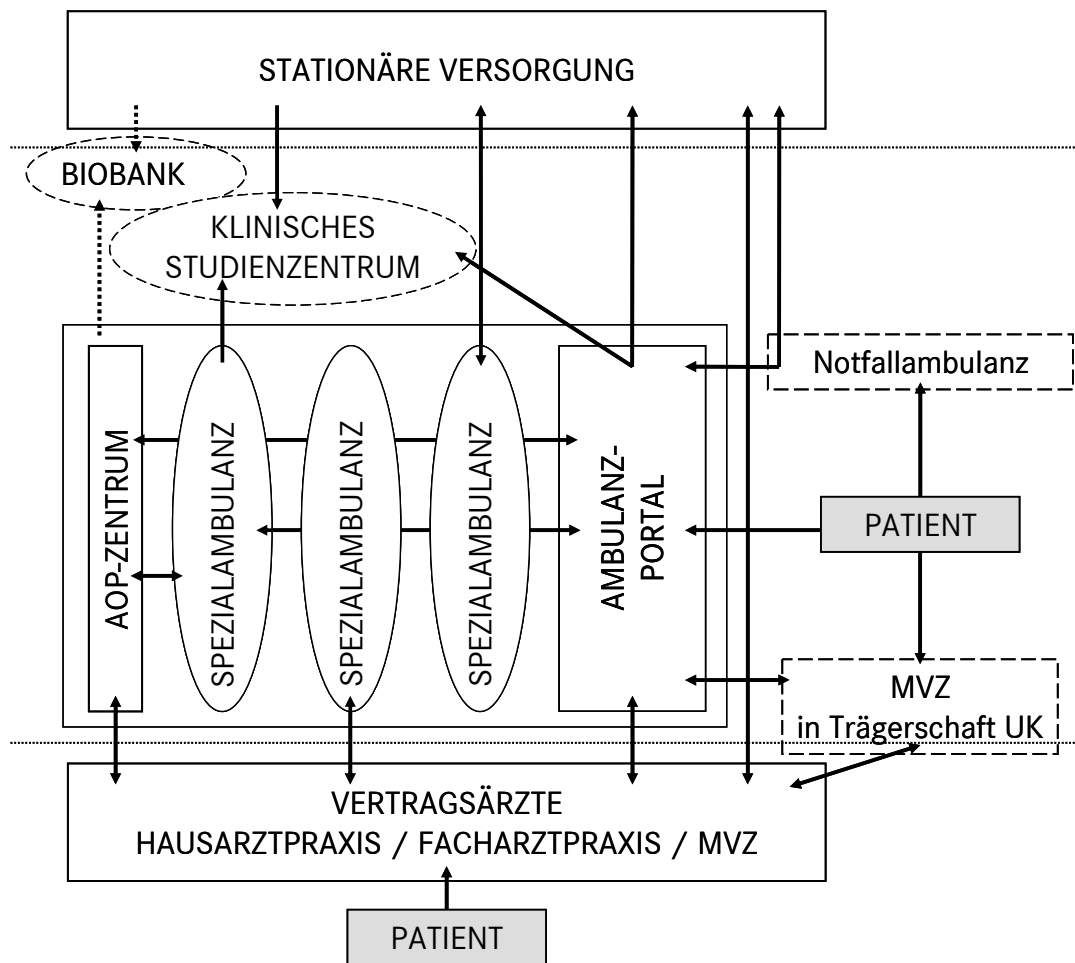 STATIONÄRE VERSORGUNG
BIOBANK
KLINISCHES
STUDIENZENTRUM
Notfallambulanz
AOP-ZENTRUM
SPEZIALAMBULANZ
SPEZIALAMBULANZ
SPEZIALAMBULANZ
AMBULANZ-
PORTAL
PATIENT
MVZ
in Trägerschaft UK
VERTRAGSÄRZTE
HAUSARZTPRAXIS / FACHARZTPRAXIS / MVZ
PATIENT